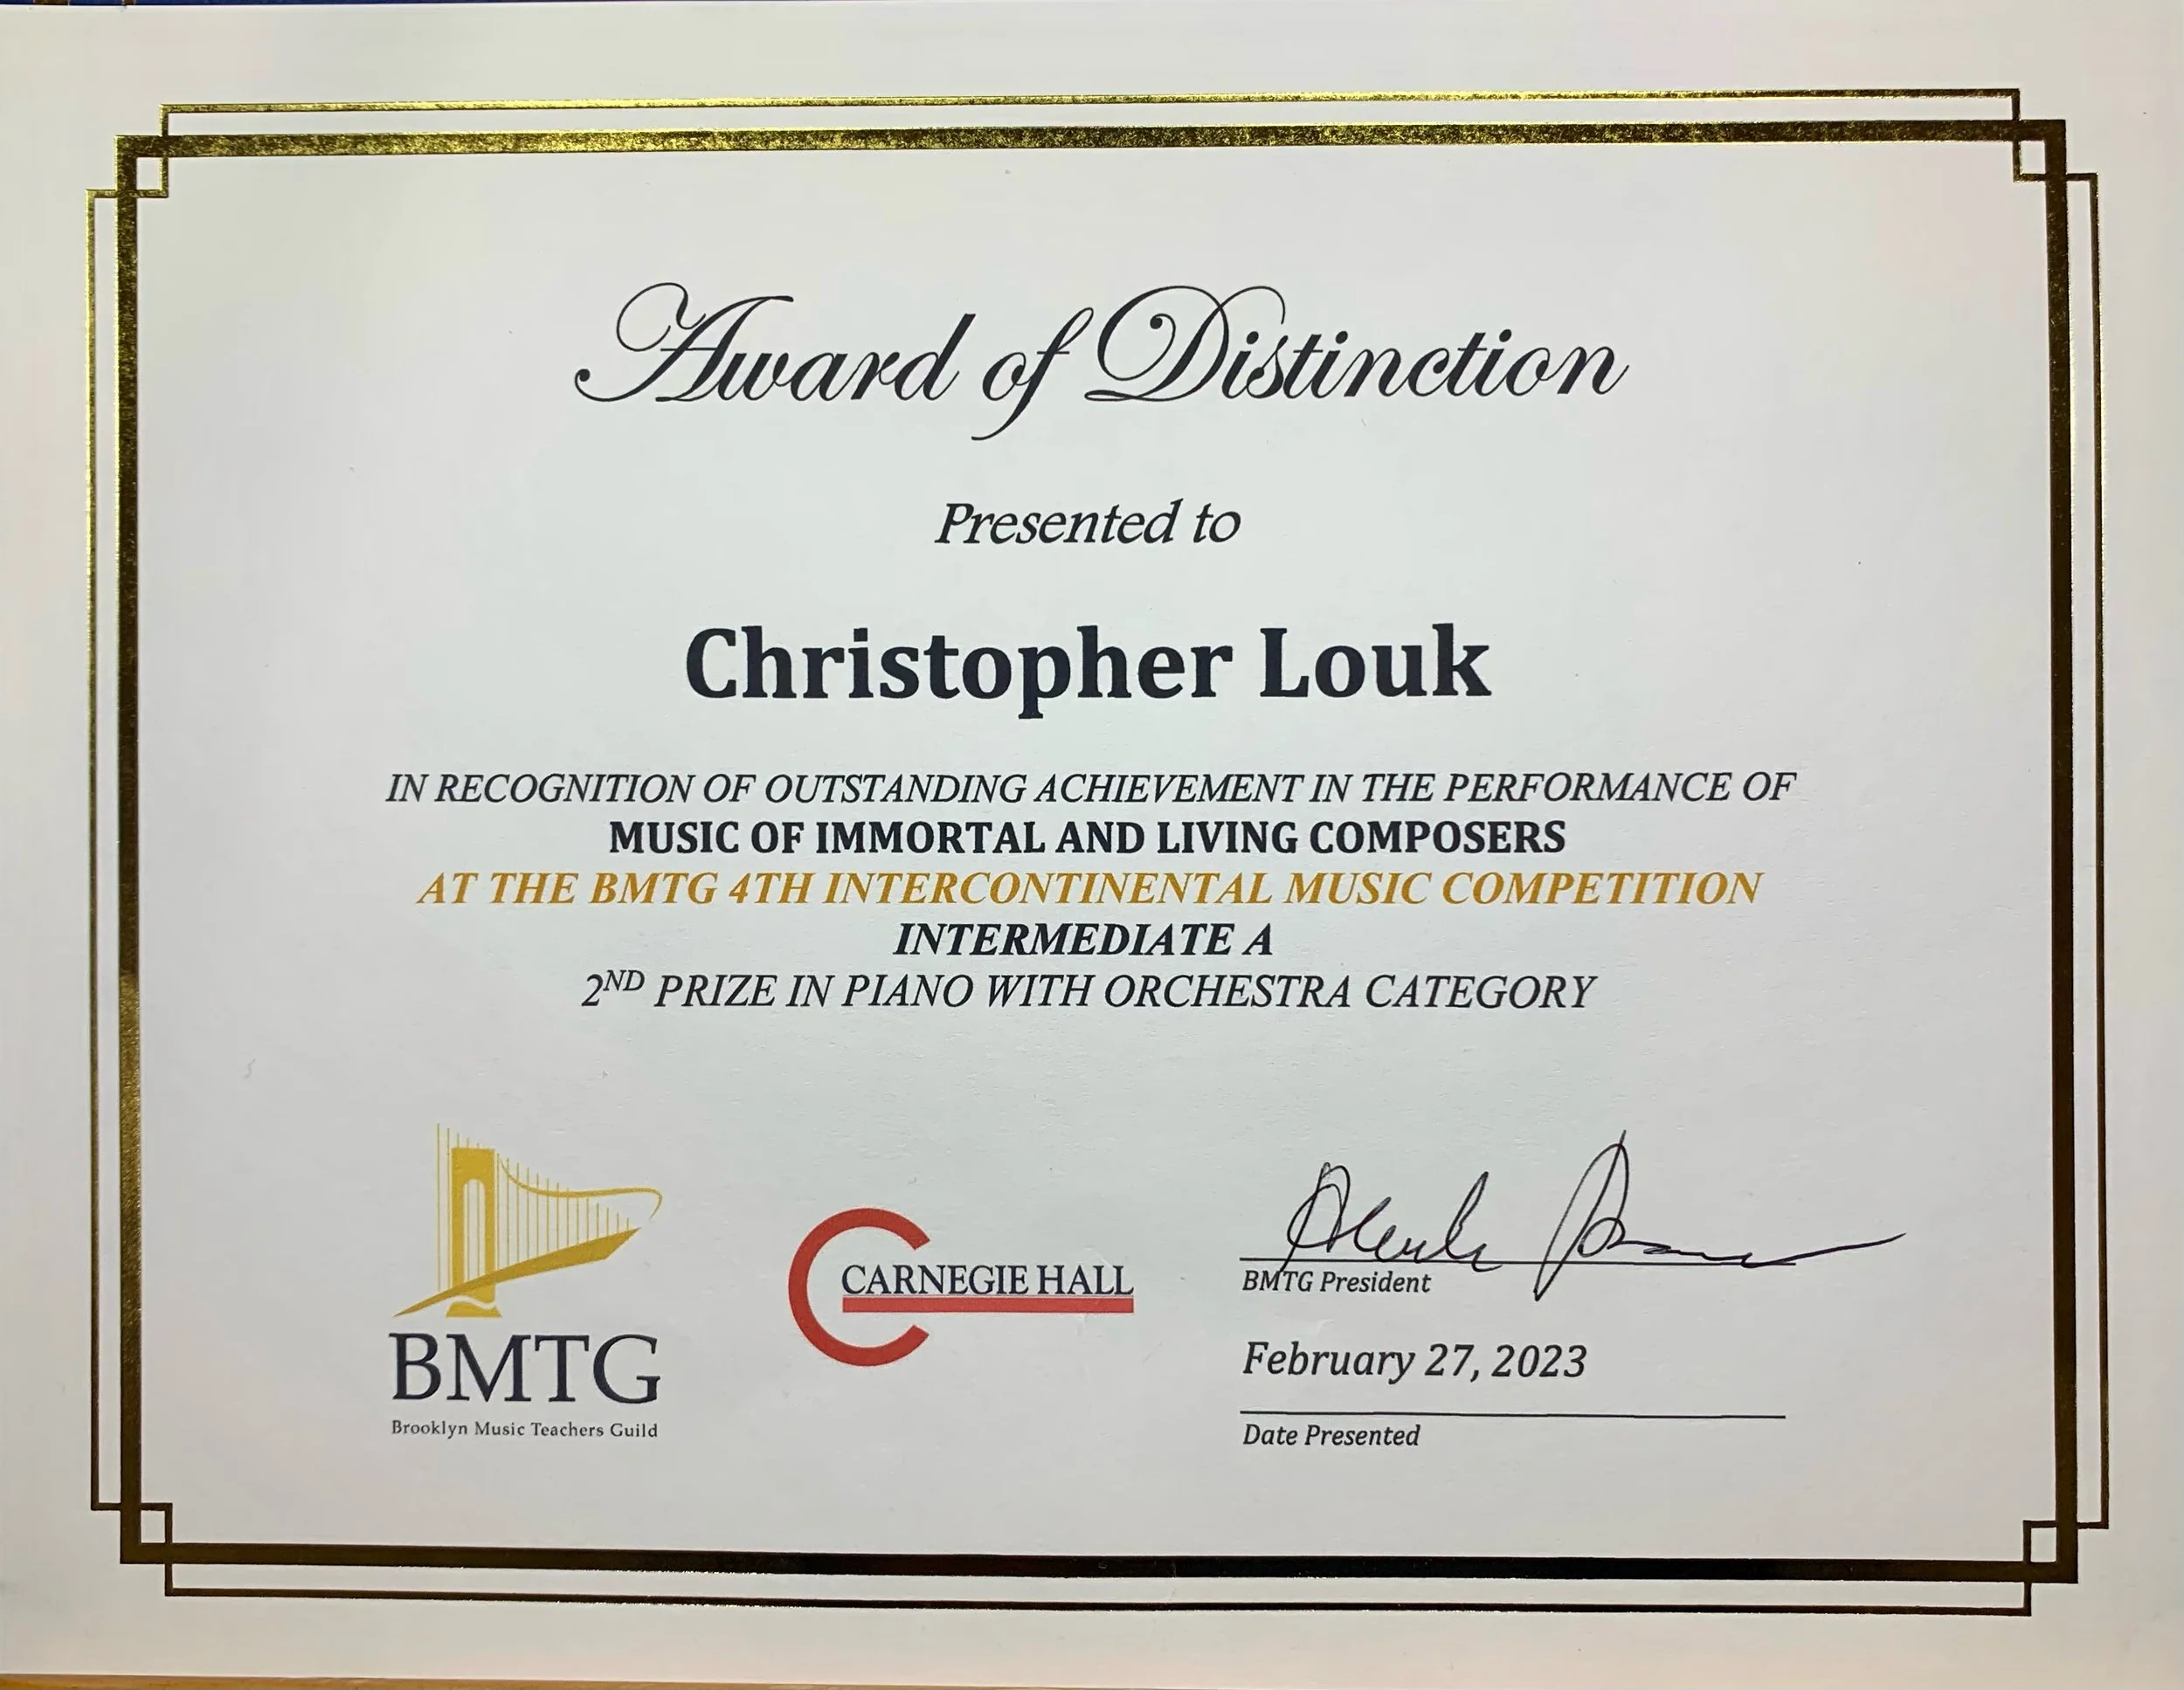 Award of Distinction
Presented to
Christopher Louk
IN RECOGNITION OF OUTSTANDING ACHIEVEMENT IN THE PERFORMANCE OF
MUSIC OF IMMORTAL AND LIVING COMPOSERS
AT THE BMTG 4TH INTERCONTINENTAL MUSIC COMPETITION
INTERMEDIATE A
2ND PRIZE IN PIANO WITH ORCHESTRA CATEGORY
BMTG
Brooklyn Music Teachers Guild
CARNEGIE HALL
BMTG President
February 27, 2023
Date Presented